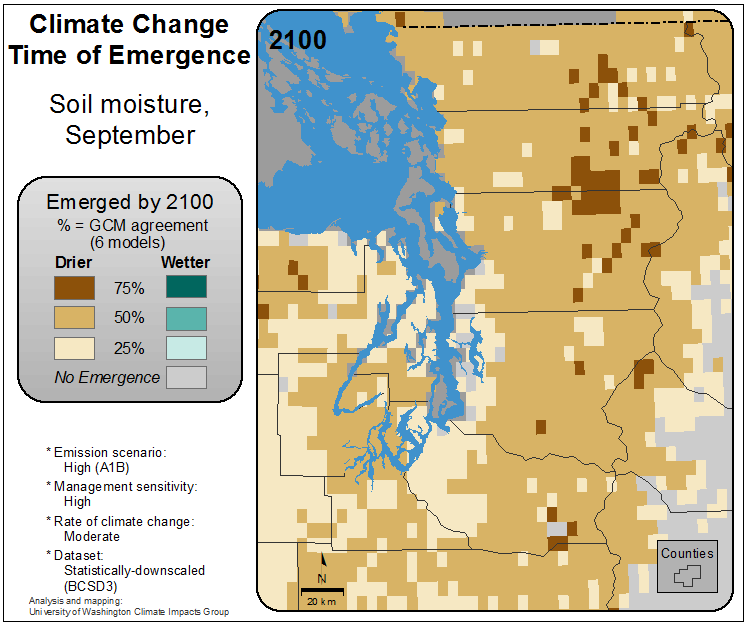 Climate Change
Time of Emergence
Soil moisture,
September
Emerged by 2100
% = GCM agreement
(6 models)
Drier Wetter
75%
50%
25%
No Emergence
* Emission scenario:
High (A1B)
* Management sensitivity:
High
* Rate of climate change:
Moderate
* Dataset:
Statistically-downscaled
(BCSD3)
Analysis and mapping:
University of Washington Climate Impacts Group
2100
N
20 km
Counties